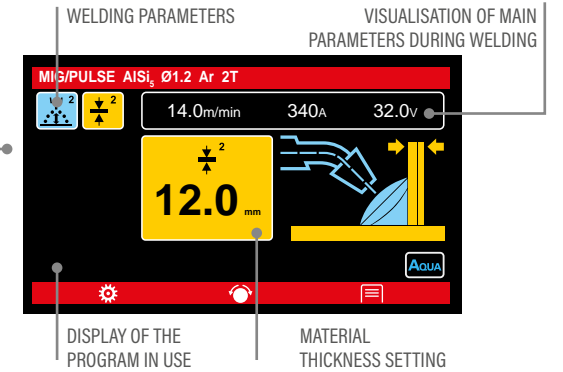 WELDING PARAMETERS
VISUALISATION OF MAIN
PARAMETERS DURING WELDING
MIG/PULSE AlSi₅ Ø1.2 Ar 2T
2
2
14.0m/min 340A 32.0V
2
12.0 mm
AQUA
DISPLAY OF THE
PROGRAM IN USE
MATERIAL
THICKNESS SETTING